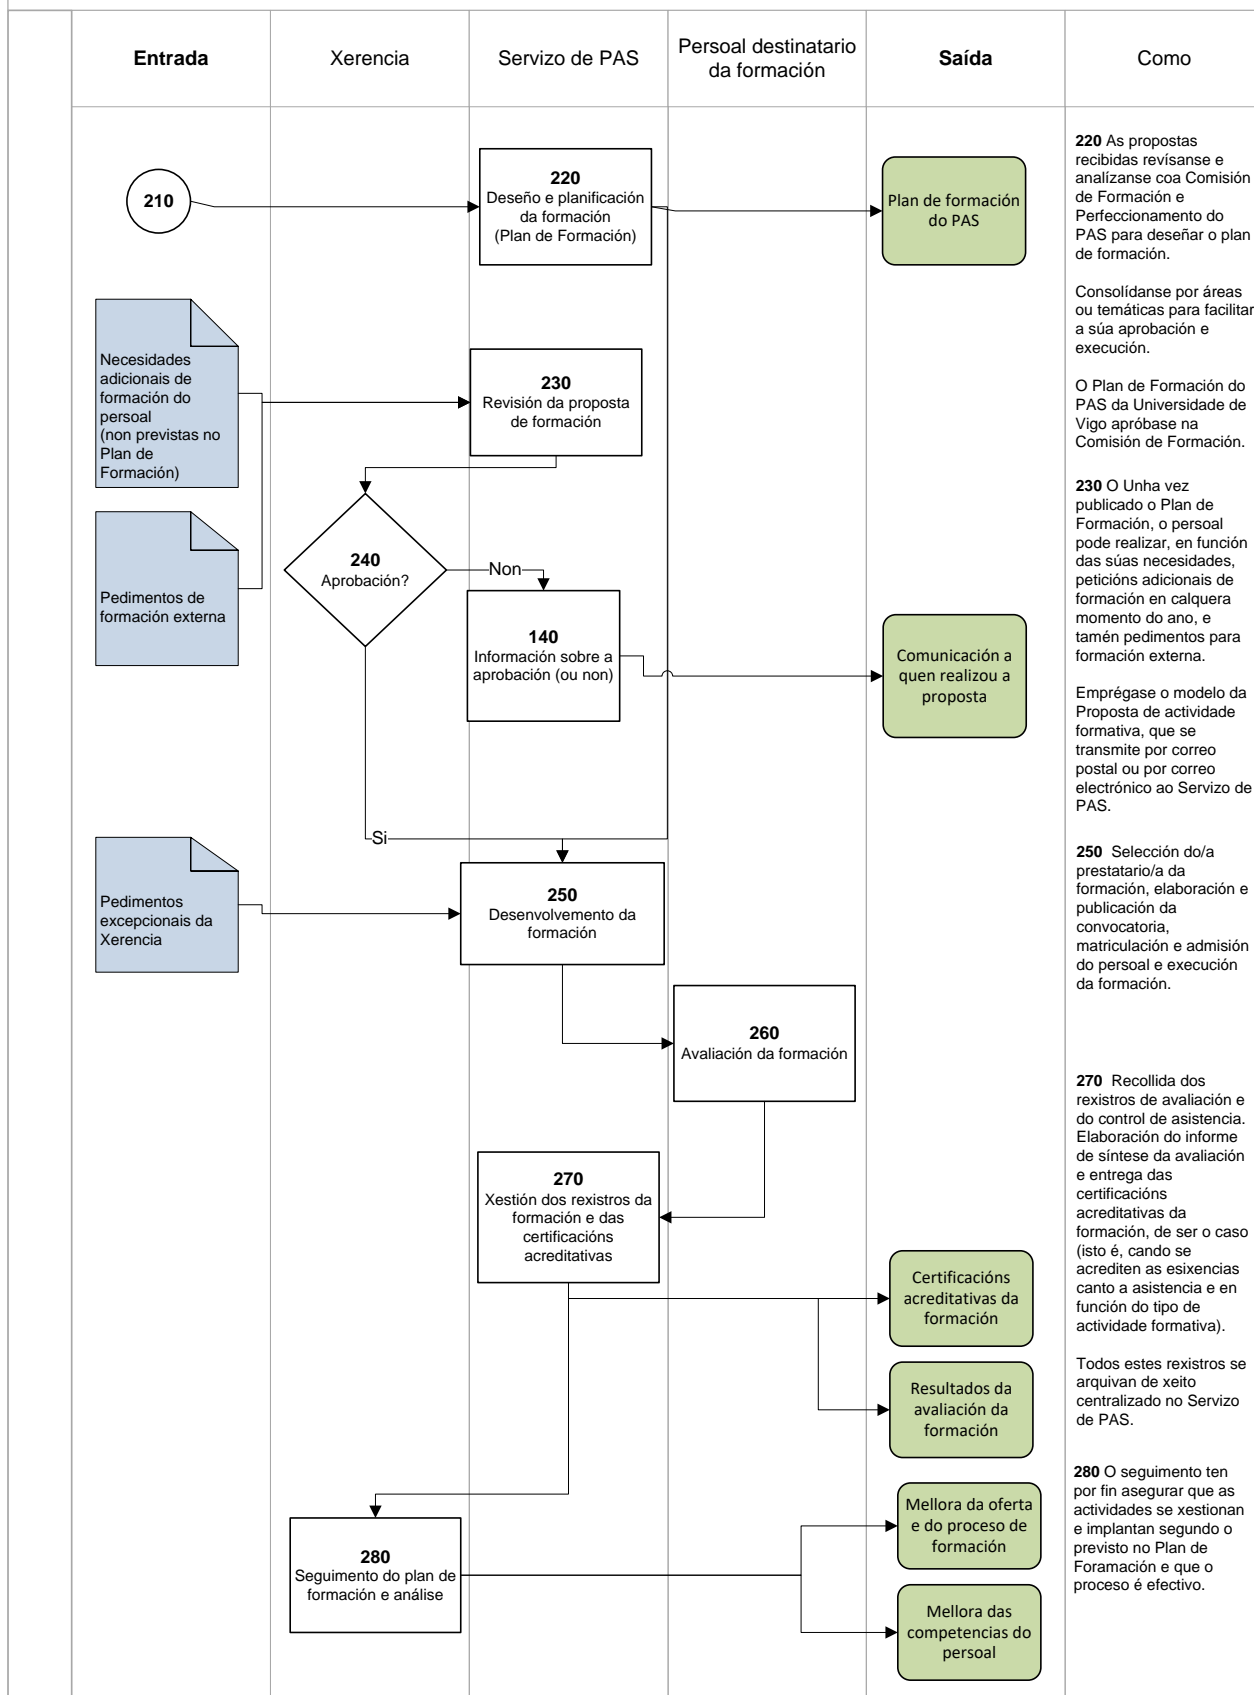 Entrada
Xerencia
Servizo de PAS
Persoal destinatario
da formación
Saída
Como
210
220
Deseño e planificación
da formación
(Plan de Formación)
Plan de formación
do PAS
Necesidades
adicionais de
formación do
persoal
(non previstas no
Plan de
Formación)
230
Revisión da proposta
de formación
Pedimentos de
formación externa
240
Aprobación?
Non
140
Información sobre a
aprobación (ou non)
Comunicación a
quen realizou a
proposta
Si
Pedimentos
excepcionais da
Xerencia
250
Desenvolvemento da
formación
260
Avaliación da formación
270
Xestión dos rexistros da
formación e das
certificacións
acreditativas
Certificacións
acreditativas da
formación
Resultados da
avaliación da
formación
280
Seguimento do plan de
formación e análise
Mellora da oferta
e do proceso de
formación
Mellora das
competencias do
persoal
220 As propostas
recibidas revísanse e
analízanse coa Comisión
de Formación e
Perfeccionamento do
PAS para deseñar o plan
de formación.
Consolídanse por áreas
ou temáticas para facilitar
a súa aprobación e
execución.
O Plan de Formación do
PAS da Universidade de
Vigo apróbase na
Comisión de Formación.
230 O Unha vez
publicado o Plan de
Formación, o persoal
pode realizar, en función
das súas necesidades,
peticións adicionais de
formación en calquera
momento do ano, e
tamén pedimentos para
formación externa.
Emprégase o modelo da
Proposta de actividade
formativa, que se
transmite por correo
postal ou por correo
electrónico ao Servizo de
PAS.
250 Selección do/a
prestatario/a da
formación, elaboración e
publicación da
convocatoria,
matriculación e admisión
do persoal e execución
da formación.
270 Recollida dos
rexistros de avaliación e
do control de asistencia.
Elaboración do informe
de síntese da avaliación
e entrega das
certificacións
acreditativas da
formación, de ser o caso
(isto é, cando se
acrediten as esixencias
canto a asistencia e en
función do tipo de
actividade formativa).
Todos estes rexistros se
arquivan de xeito
centralizado no Servizo
de PAS.
280 O seguimento ten
por fin asegurar que as
actividades se xestionan
e implantan segundo o
previsto no Plan de
Foramación e que o
proceso é efectivo.